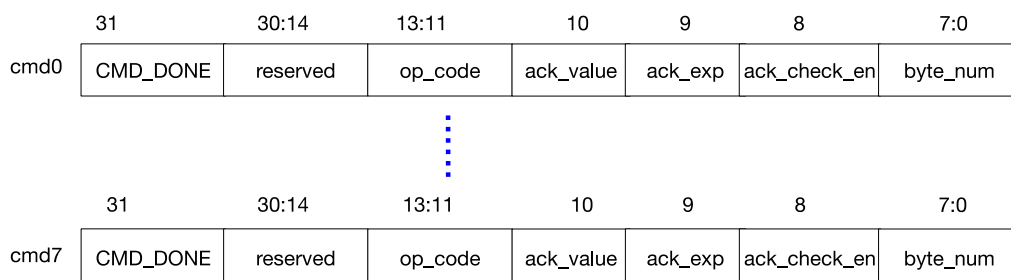 31 30:14 13:11 10 9 8 7:0
cmd0 CMD_DONE reserved op_code ack_value ack_exp ack_check_en byte_num
31 30:14 13:11 10 9 8 7:0
cmd7 CMD_DONE reserved op_code ack_value ack_exp ack_check_en byte_num